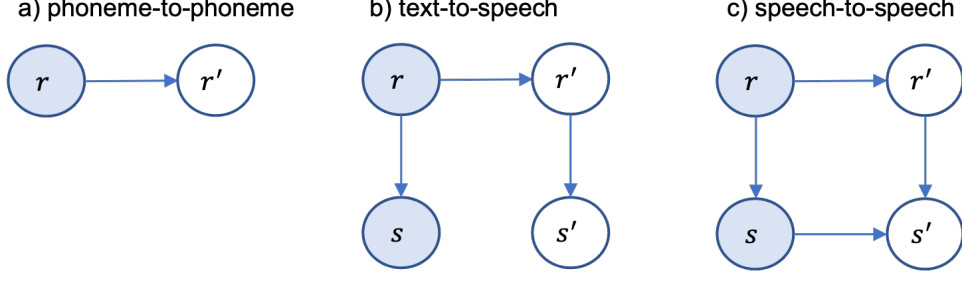 a) phoneme-to-phoneme b) text-to-speech c) speech-to-speech
r r′ r r′ r r′
s s′ s s′